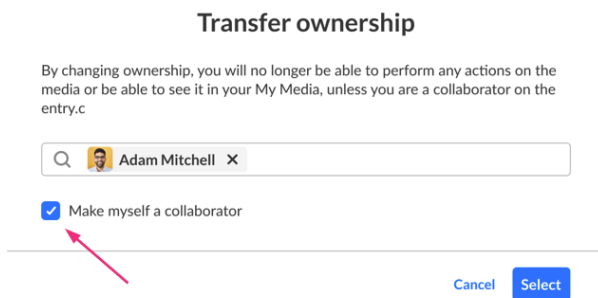 Transfer ownership
By changing ownership, you will no longer be able to perform any actions on the
media or be able to see it in your My Media, unless you are a collaborator on the
entry.c
Adam Mitchell
Make myself a collaborator
Cancel Select